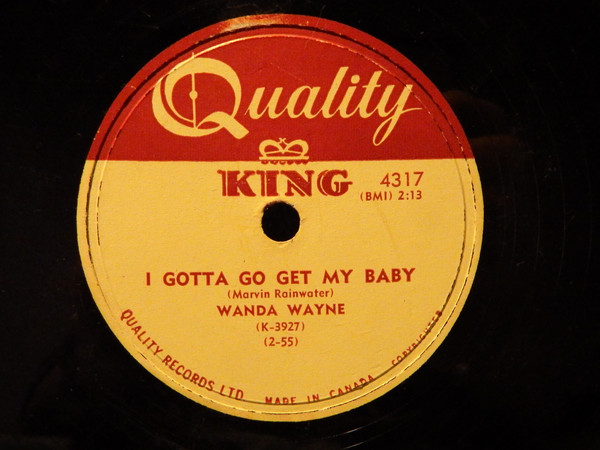 Quality
KING
4317
(BMI) 2:13
I GOTTA GO GET MY BABY
(Marvin Rainwater)
WANDA WAYNE
(K-3927)
(2-55)
QUALITY RECORDS LTD. MADE IN CANADA COPYRIGHTED